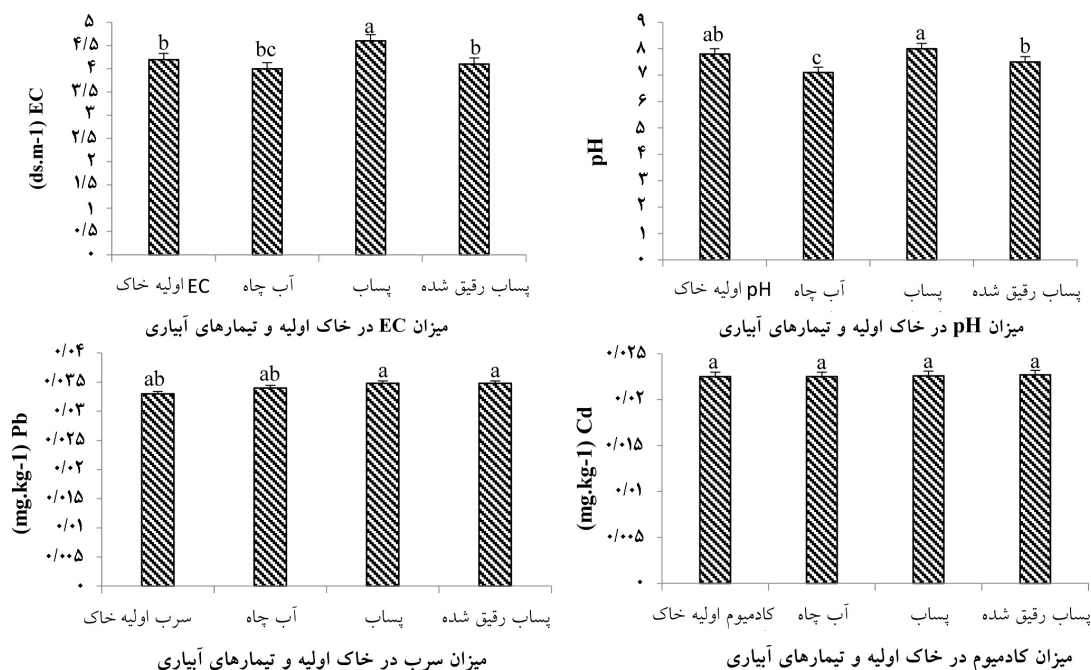 (ds.m-1) EC
۵
۴/۵
۴
۳/۵
۳
۲/۵
۲
۱/۵
۱
۰/۵
۰
b
bc
a
b
EC اولیه خاک
آب چاه
پساب
پساب رقیق شده
میزان EC در خاک اولیه و تیمارهای آبیاری
pH
۹
۸
۷
۶
۵
۴
۳
۲
۱
۰
ab
c
a
b
pH اولیه خاک
آب چاه
پساب
پساب رقیق شده
میزان pH در خاک اولیه و تیمارهای آبیاری
(mg.kg-1) Pb
۰/۰۴
۰/۰۳۵
۰/۰۳
۰/۰۲۵
۰/۰۲
۰/۰۱۵
۰/۰۱
۰/۰۰۵
۰
ab
ab
a
a
سرب اولیه خاک
آب چاه
پساب
پساب رقیق شده
میزان سرب در خاک اولیه و تیمارهای آبیاری
(mg.kg-1) Cd
۰/۰۲۵
۰/۰۲
۰/۰۱۵
۰/۰۱
۰/۰۰۵
۰
a
a
a
a
کادمیوم اولیه خاک
آب چاه
پساب
پساب رقیق شده
میزان کادمیوم در خاک اولیه و تیمارهای آبیاری